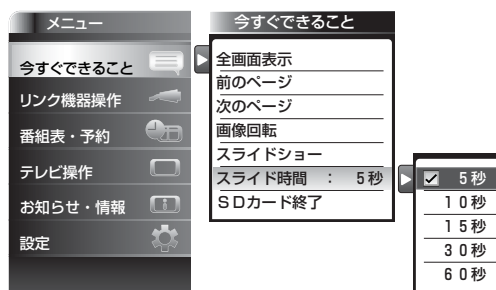 メニュー
今すぐできること
リンク機器操作
番組表・予約
テレビ操作
お知らせ・情報
設定
今すぐできること
全画面表示
前のページ
次のページ
画像回転
スライドショー
スライド時間 : 5秒
SDカード終了
5秒
10秒
15秒
30秒
60秒